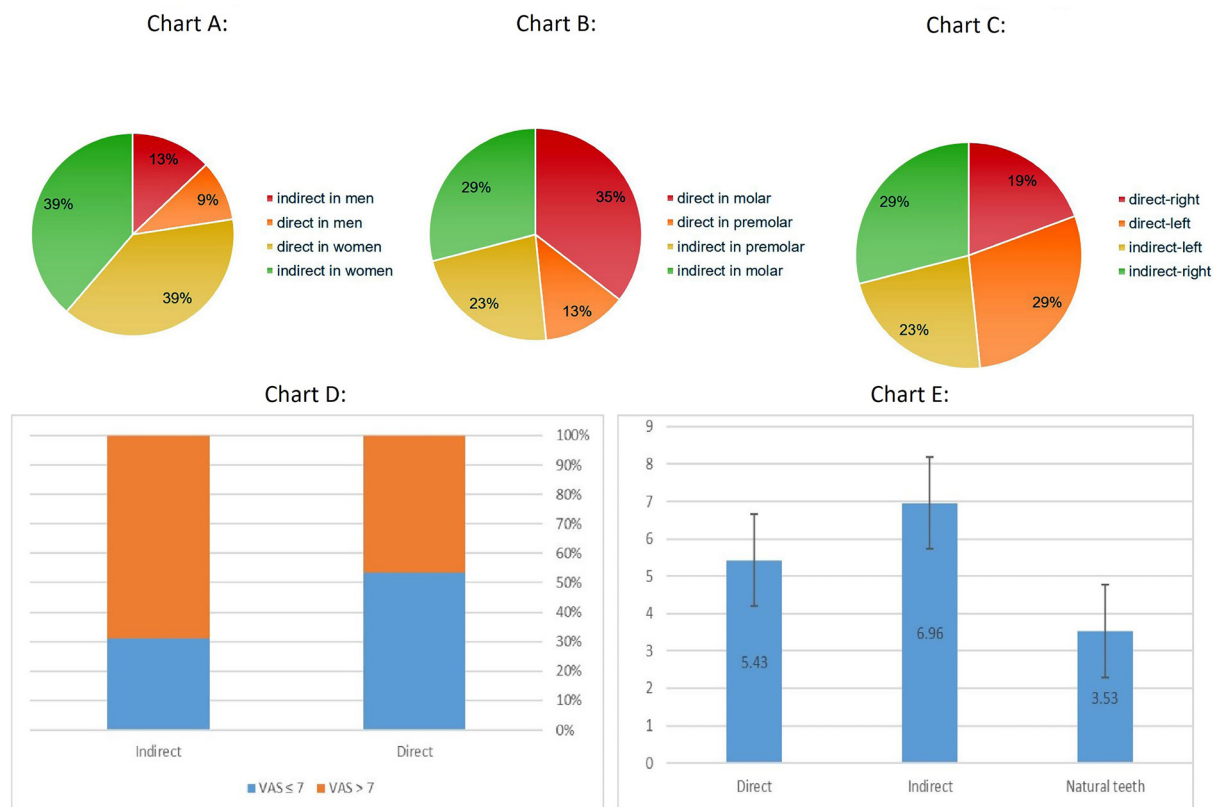 Chart A:
13%
9%
39%
39%
indirect in men
direct in men
direct in women
indirect in women
Chart B:
35%
13%
23%
29%
direct in molar
direct in premolar
indirect in premolar
indirect in molar
Chart C:
19%
29%
23%
29%
direct-right
direct-left
indirect-left
indirect-right
Chart D:
100%
90%
80%
70%
60%
50%
40%
30%
20%
10%
0%
Indirect Direct
VAS ≤ 7 VAS > 7
Chart E:
9
8
7
6
5
4
3
2
1
0
5.43
6.96
3.53
Direct Indirect Natural teeth